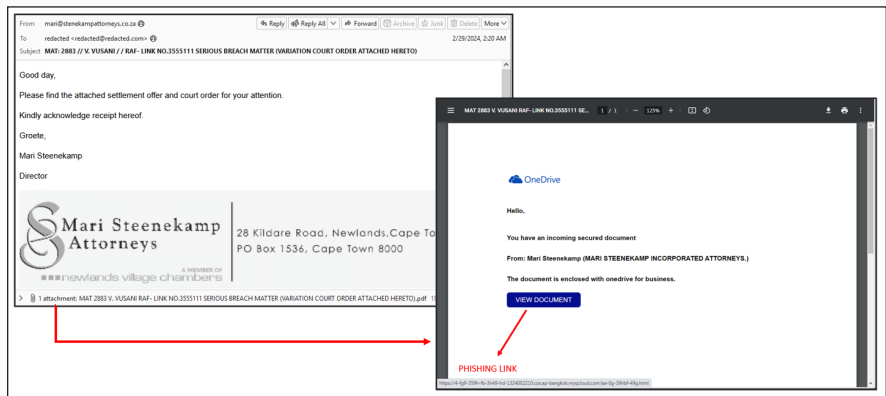 From mari@stenekampattorneys.co.za
Reply Reply All Forward Archive Junk Delete More
To redacted <redacted@redacted.com>
2/29/2024, 2:20 AM
Subject MAT: 2883 // V. VUSANI / / RAF- LINK NO.3555111 SERIOUS BREACH MATTER (VARIATION COURT ORDER ATTACHED HERETO)
Good day,
Please find the attached settlement offer and court order for your attention.
Kindly acknowledge receipt hereof.
Groete,
Mari Steenekamp
Director
Mari Steenekamp
Attorneys
28 Kildare Road, Newlands,Cape To
PO Box 1536, Cape Town 8000
A MEMBER OF
newlands village chambers
1 attachment: MAT 2883 V. VUSANI RAF- LINK NO.3555111 SERIOUS BREACH MATTER (VARIATION COURT ORDER ATTACHED HERETO).pdf
MAT 2883 V. VUSANI RAF- LINK NO.3555111 SE... 1 / 1 − 125% +
OneDrive
Hello,
You have an incoming secured document
From: Mari Steenekamp (MARI STEENEKAMP INCORPORATED ATTORNEYS.)
The document is enclosed with onedrive for business.
VIEW DOCUMENT
PHISHING LINK